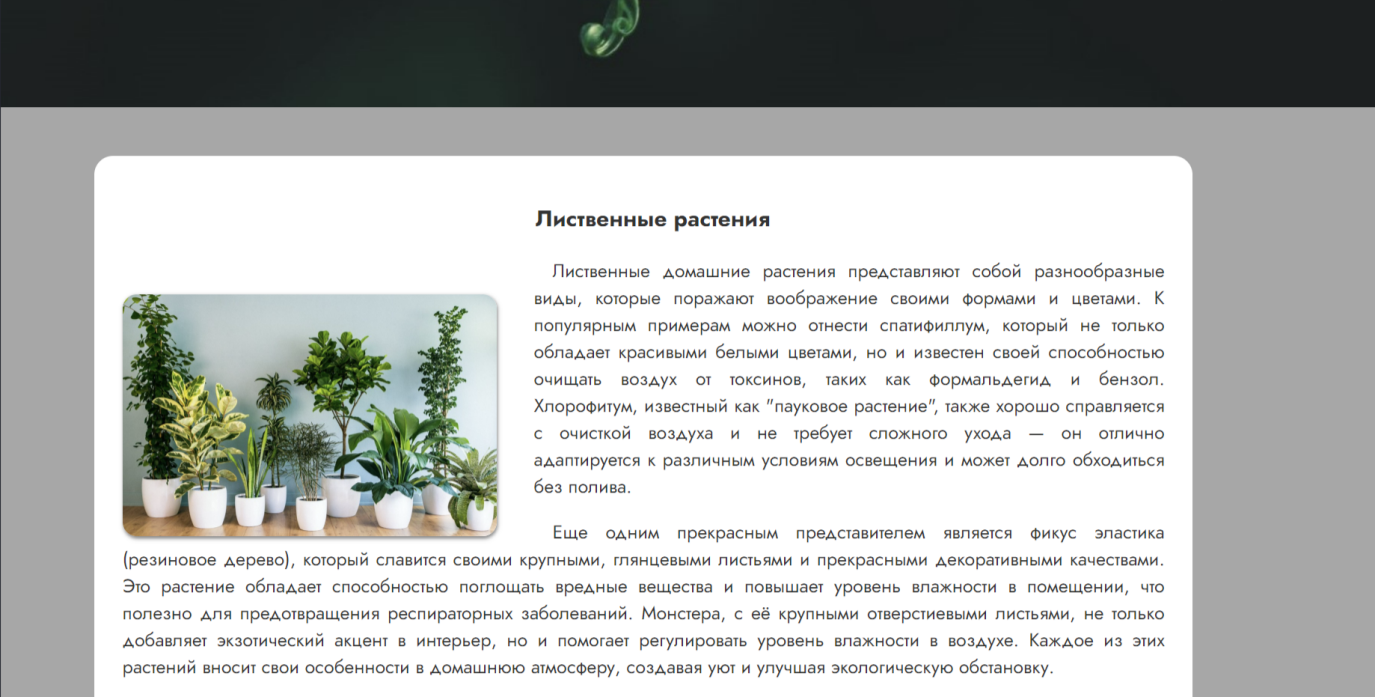 Лиственные растения
Лиственные домашние растения представляют собой разнообразные
виды, которые поражают воображение своими формами и цветами. К
популярным примерам можно отнести спатифиллум, который не только
обладает красивыми белыми цветами, но и известен своей способностью
очищать воздух от токсинов, таких как формальдегид и бензол.
Хлорофитум, известный как "пауковое растение", также хорошо справляется
с очисткой воздуха и не требует сложного ухода — он отлично
адаптируется к различным условиям освещения и может долго обходиться
без полива.
Еще одним прекрасным представителем является фикус эластика
(резиновое дерево), который славится своими крупными, глянцевыми листьями и прекрасными декоративными качествами.
Это растение обладает способностью поглощать вредные вещества и повышает уровень влажности в помещении, что
полезно для предотвращения респираторных заболеваний. Монстера, с её крупными отверстиевыми листьями, не только
добавляет экзотический акцент в интерьер, но и помогает регулировать уровень влажности в воздухе. Каждое из этих
растений вносит свои особенности в домашнюю атмосферу, создавая уют и улучшая экологическую обстановку.